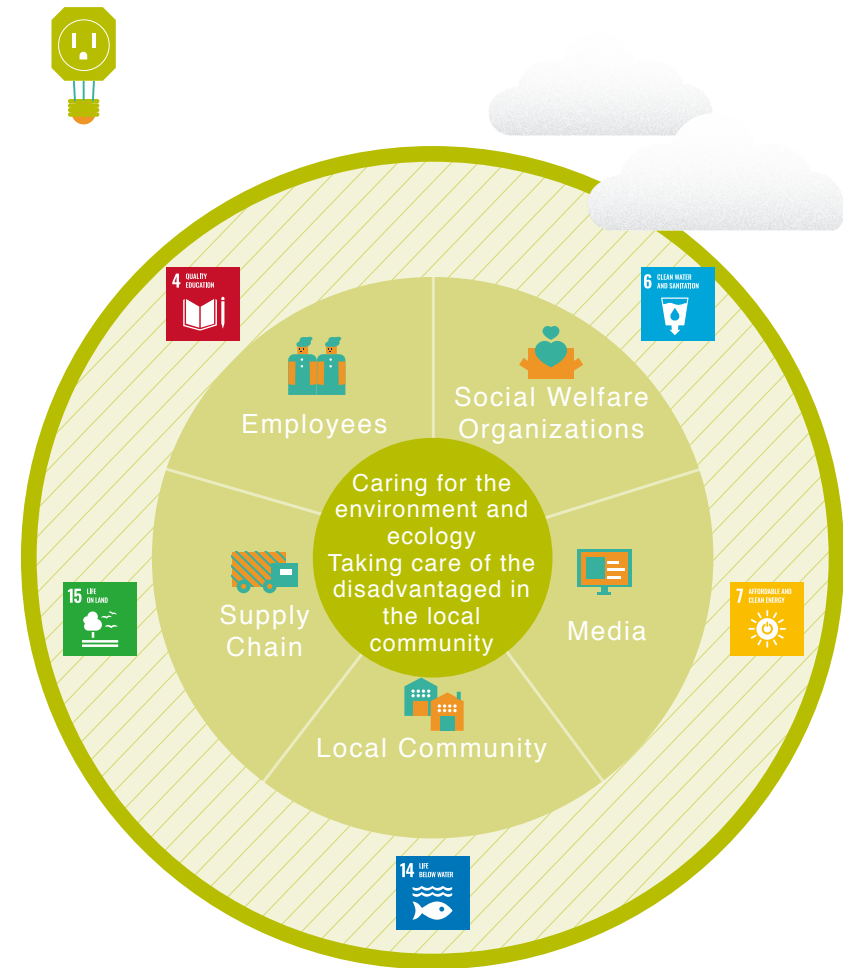 4 QUALITY
EDUCATION
6 CLEAN WATER
AND SANITATION
Employees
Social Welfare
Organizations
Caring for the
environment and
ecology
Taking care of the
disadvantaged in
the local
community
15 LIFE
ON LAND
Supply
Chain
Media
7 AFFORDABLE AND
CLEAN ENERGY
Local Community
14 LIFE
BELOW WATER